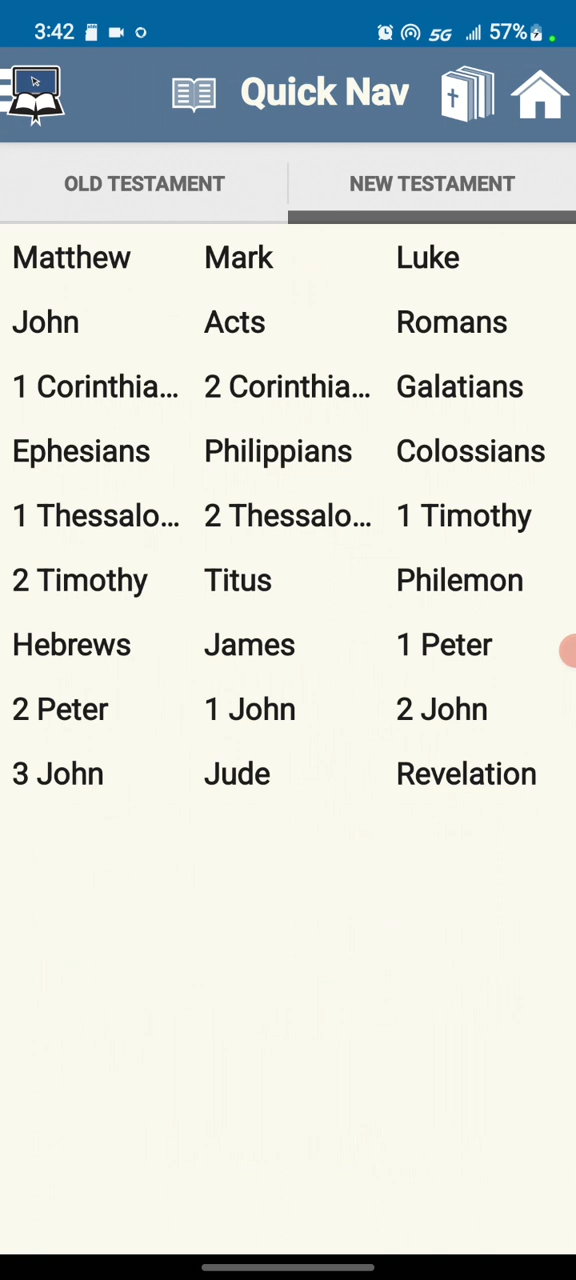 3:42 5G 57%
Quick Nav
OLD TESTAMENT NEW TESTAMENT
Matthew Mark Luke
John Acts Romans
1 Corinthia... 2 Corinthia... Galatians
Ephesians Philippians Colossians
1 Thessalo... 2 Thessalo... 1 Timothy
2 Timothy Titus Philemon
Hebrews James 1 Peter
2 Peter 1 John 2 John
3 John Jude Revelation